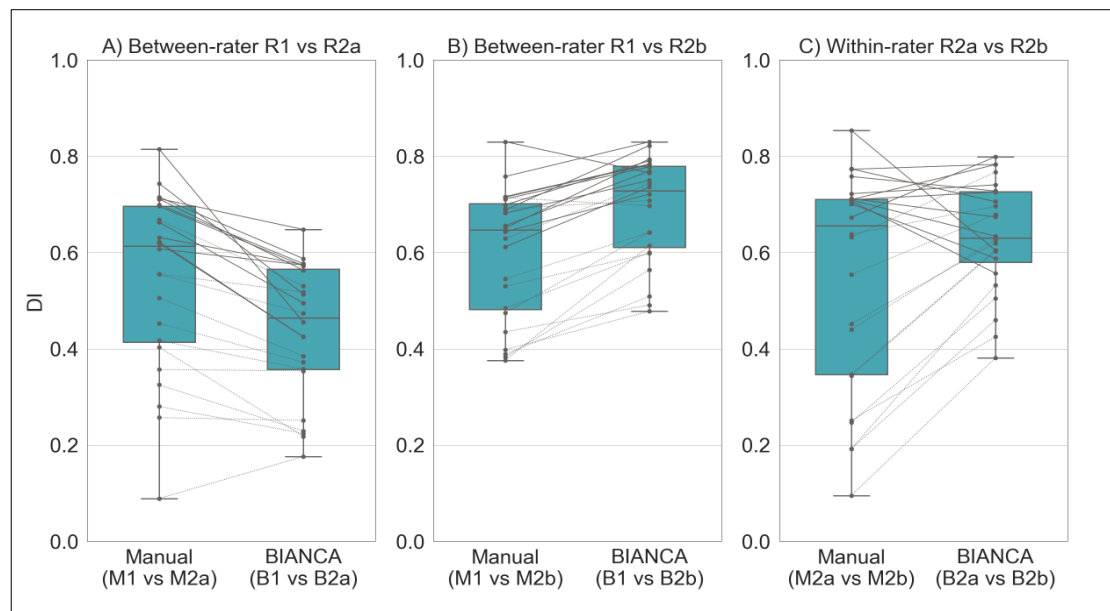 A) Between-rater R1 vs R2a
B) Between-rater R1 vs R2b
C) Within-rater R2a vs R2b
DI
1.0
0.8
0.6
0.4
0.2
0.0
Manual
(M1 vs M2a)
BIANCA
(B1 vs B2a)
1.0
0.8
0.6
0.4
0.2
0.0
Manual
(M1 vs M2b)
BIANCA
(B1 vs B2b)
1.0
0.8
0.6
0.4
0.2
0.0
Manual
(M2a vs M2b)
BIANCA
(B2a vs B2b)